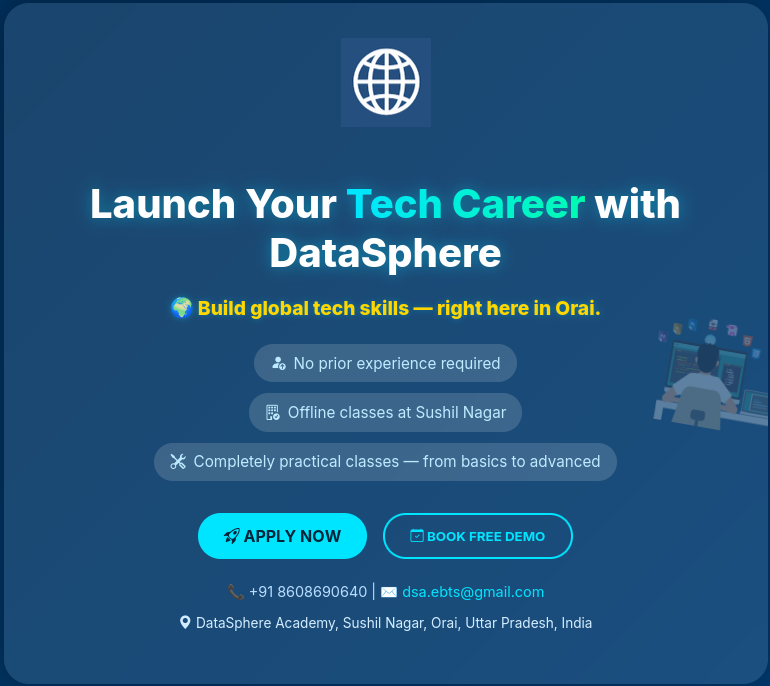 Launch Your Tech Career with
DataSphere
🌍 Build global tech skills — right here in Orai.
No prior experience required
Offline classes at Sushil Nagar
Completely practical classes — from basics to advanced
APPLY NOW
BOOK FREE DEMO
📞 +91 8608690640 | ✉️ dsa.ebts@gmail.com
DataSphere Academy, Sushil Nagar, Orai, Uttar Pradesh, India